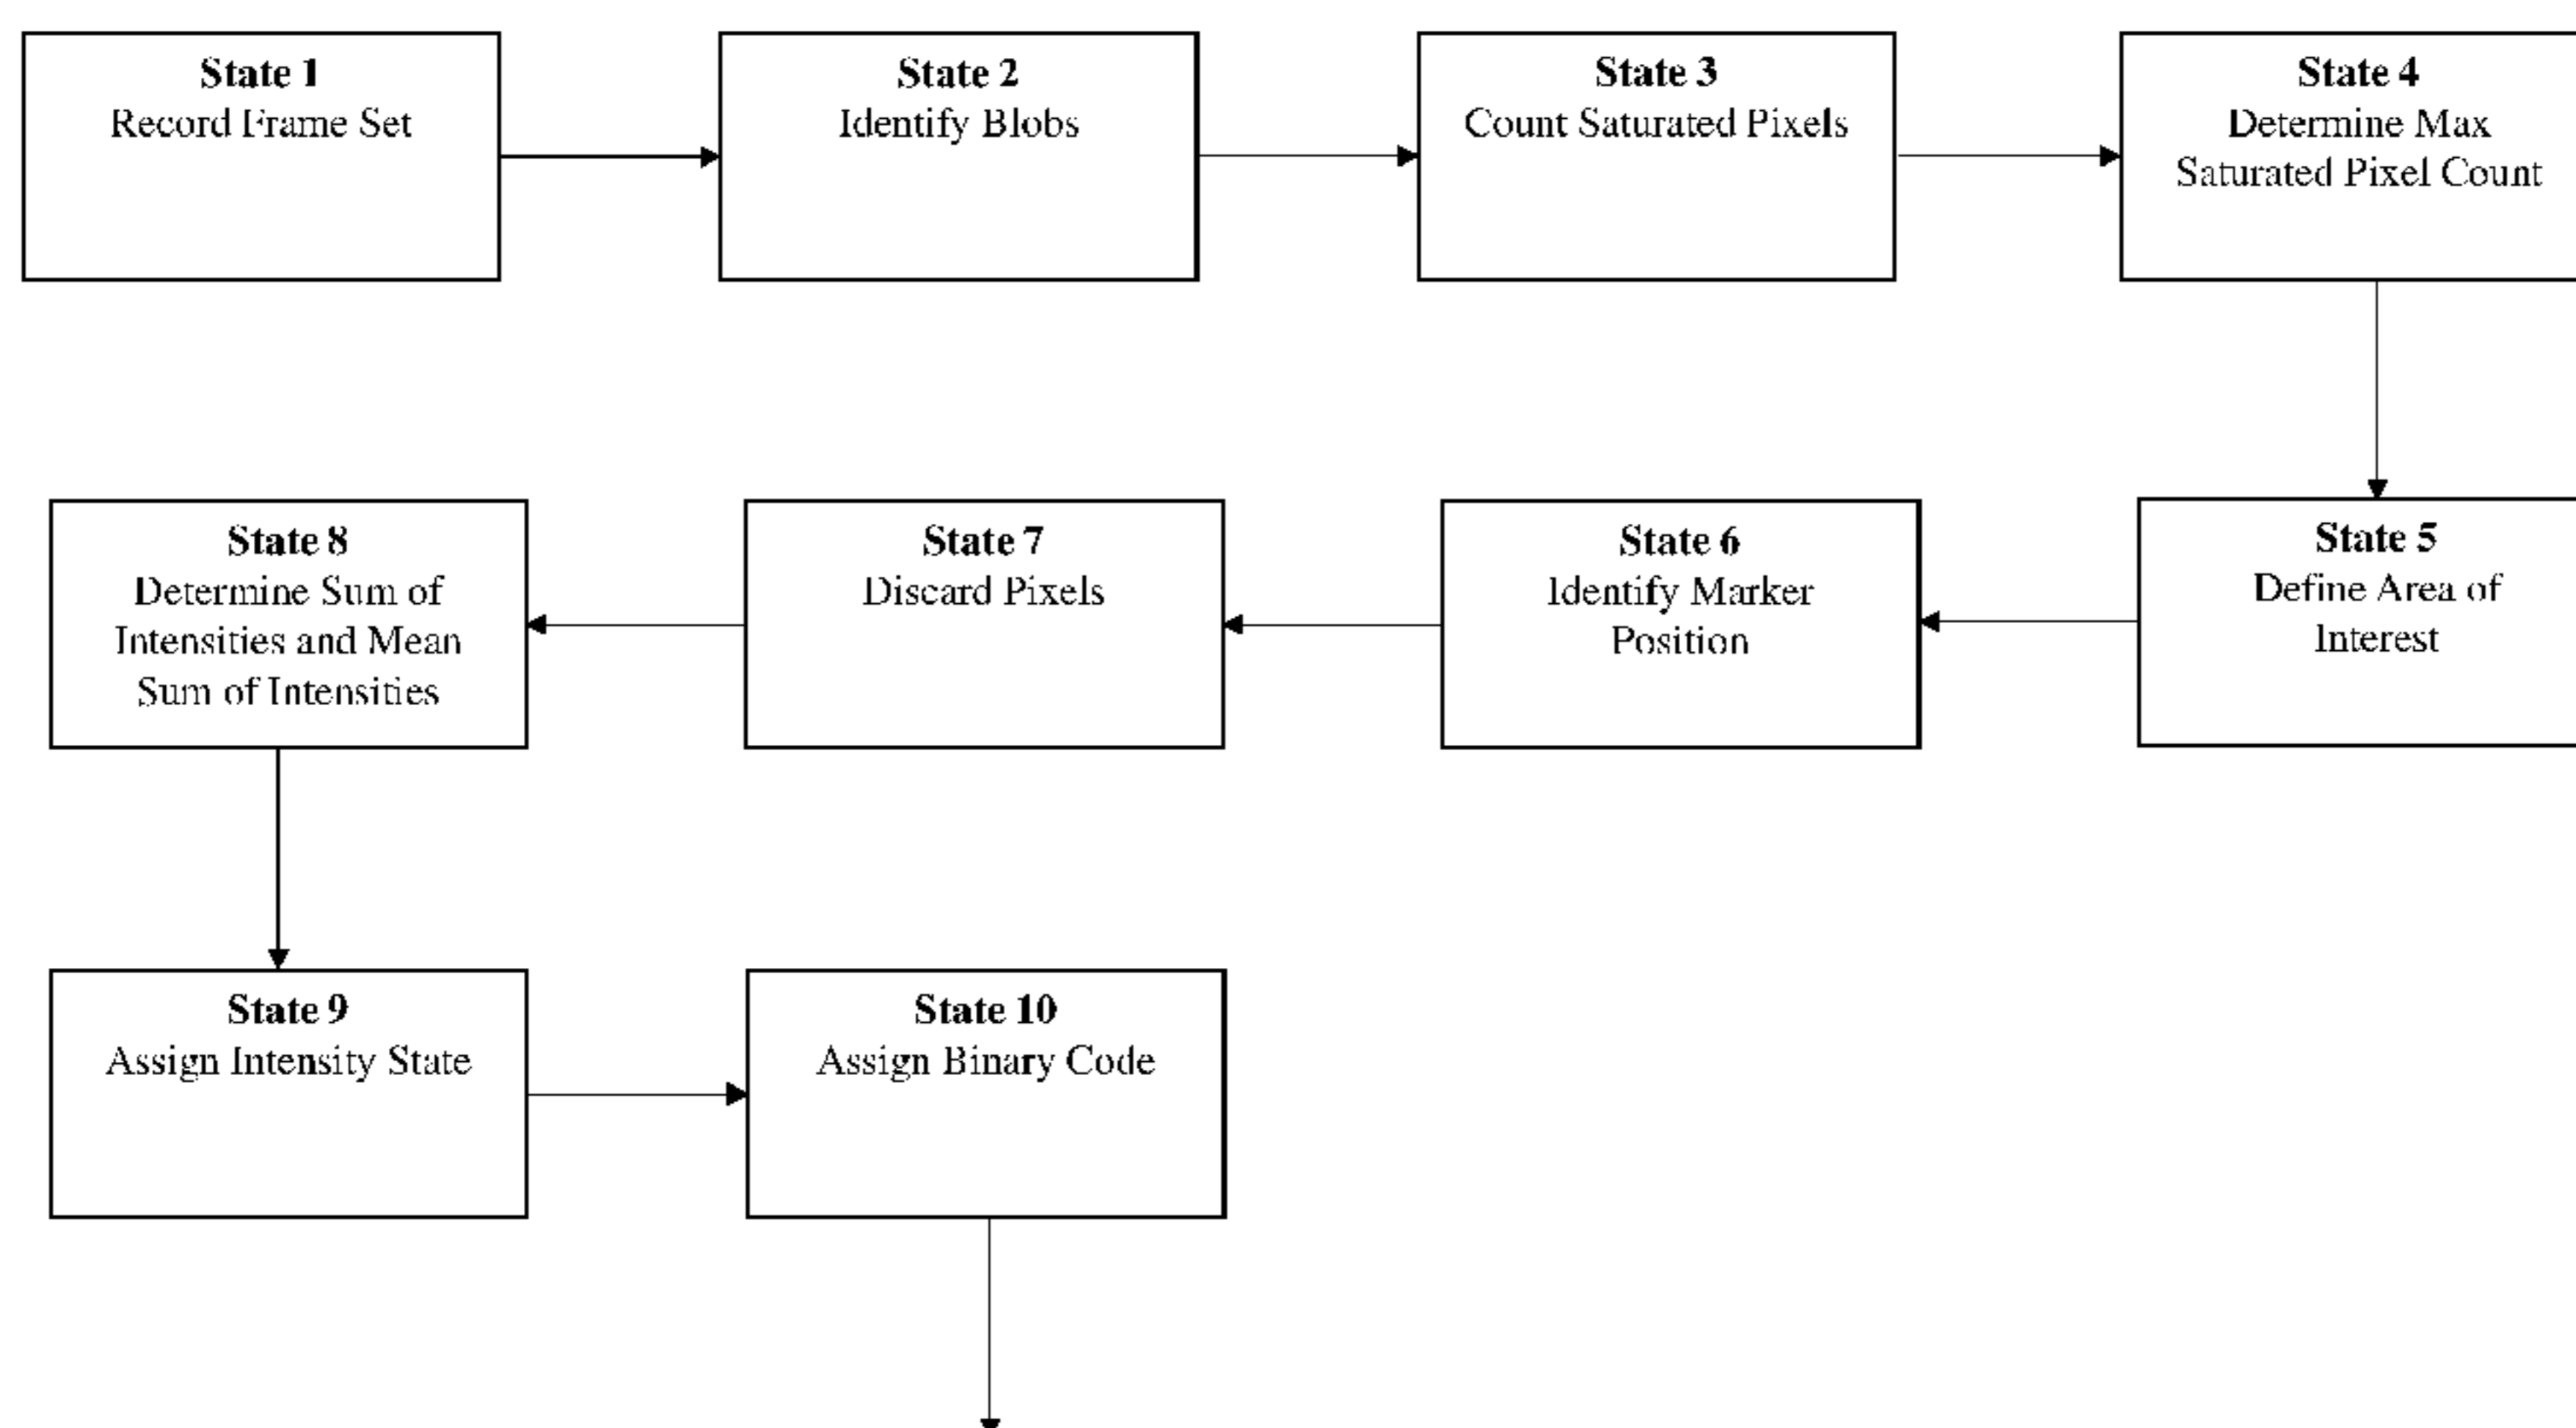 State 1
Record Frame Set
State 2
Identify Blobs
State 3
Count Saturated Pixels
State 4
Determine Max
Saturated Pixel Count
State 5
Define Area of
Interest
State 6
Identify Marker
Position
State 7
Discard Pixels
State 8
Determine Sum of
Intensities and Mean
Sum of Intensities
State 9
Assign Intensity State
State 10
Assign Binary Code